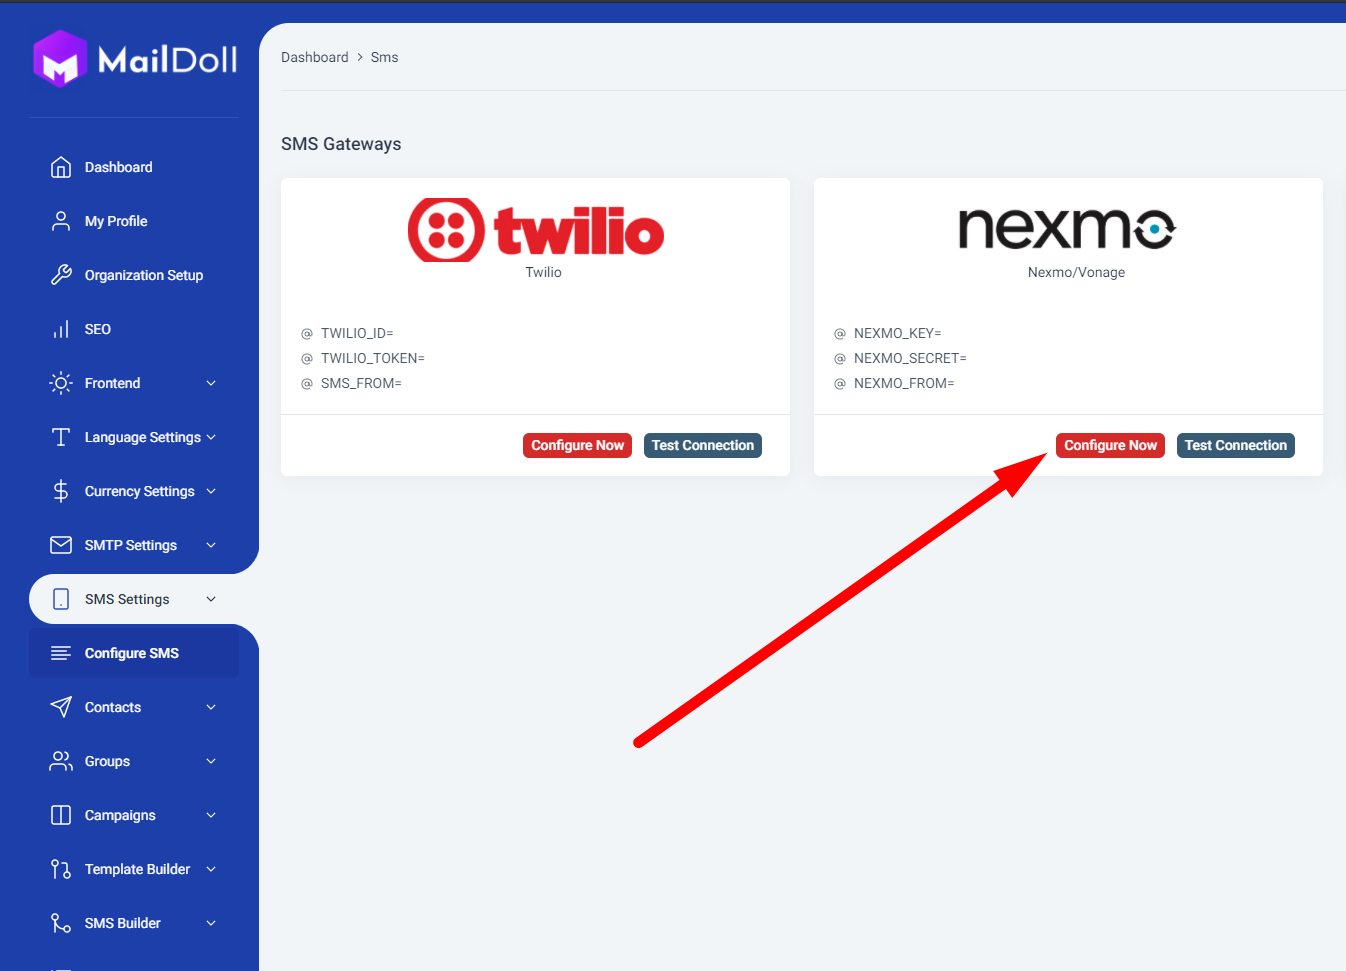 MailDoll
Dashboard
My Profile
Organization Setup
SEO
Frontend
Language Settings
Currency Settings
SMTP Settings
SMS Settings
Configure SMS
Contacts
Groups
Campaigns
Template Builder
SMS Builder
Dashboard > Sms
SMS Gateways
twilio
Twilio
@ TWILIO_ID=
@ TWILIO_TOKEN=
@ SMS_FROM=
Configure Now Test Connection
nexmo
Nexmo/Vonage
@ NEXMO_KEY=
@ NEXMO_SECRET=
@ NEXMO_FROM=
Configure Now Test Connection